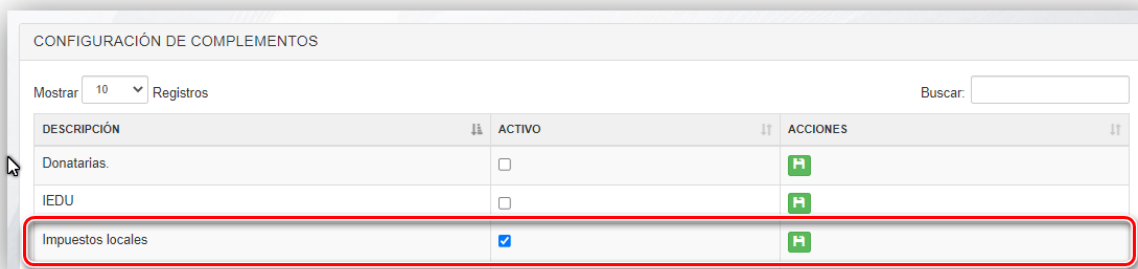 CONFIGURACIÓN DE COMPLEMENTOS
Mostrar 10 Registros Buscar:
DESCRIPCIÓN ACTIVO ACCIONES
Donatarias.
IEDU
Impuestos locales